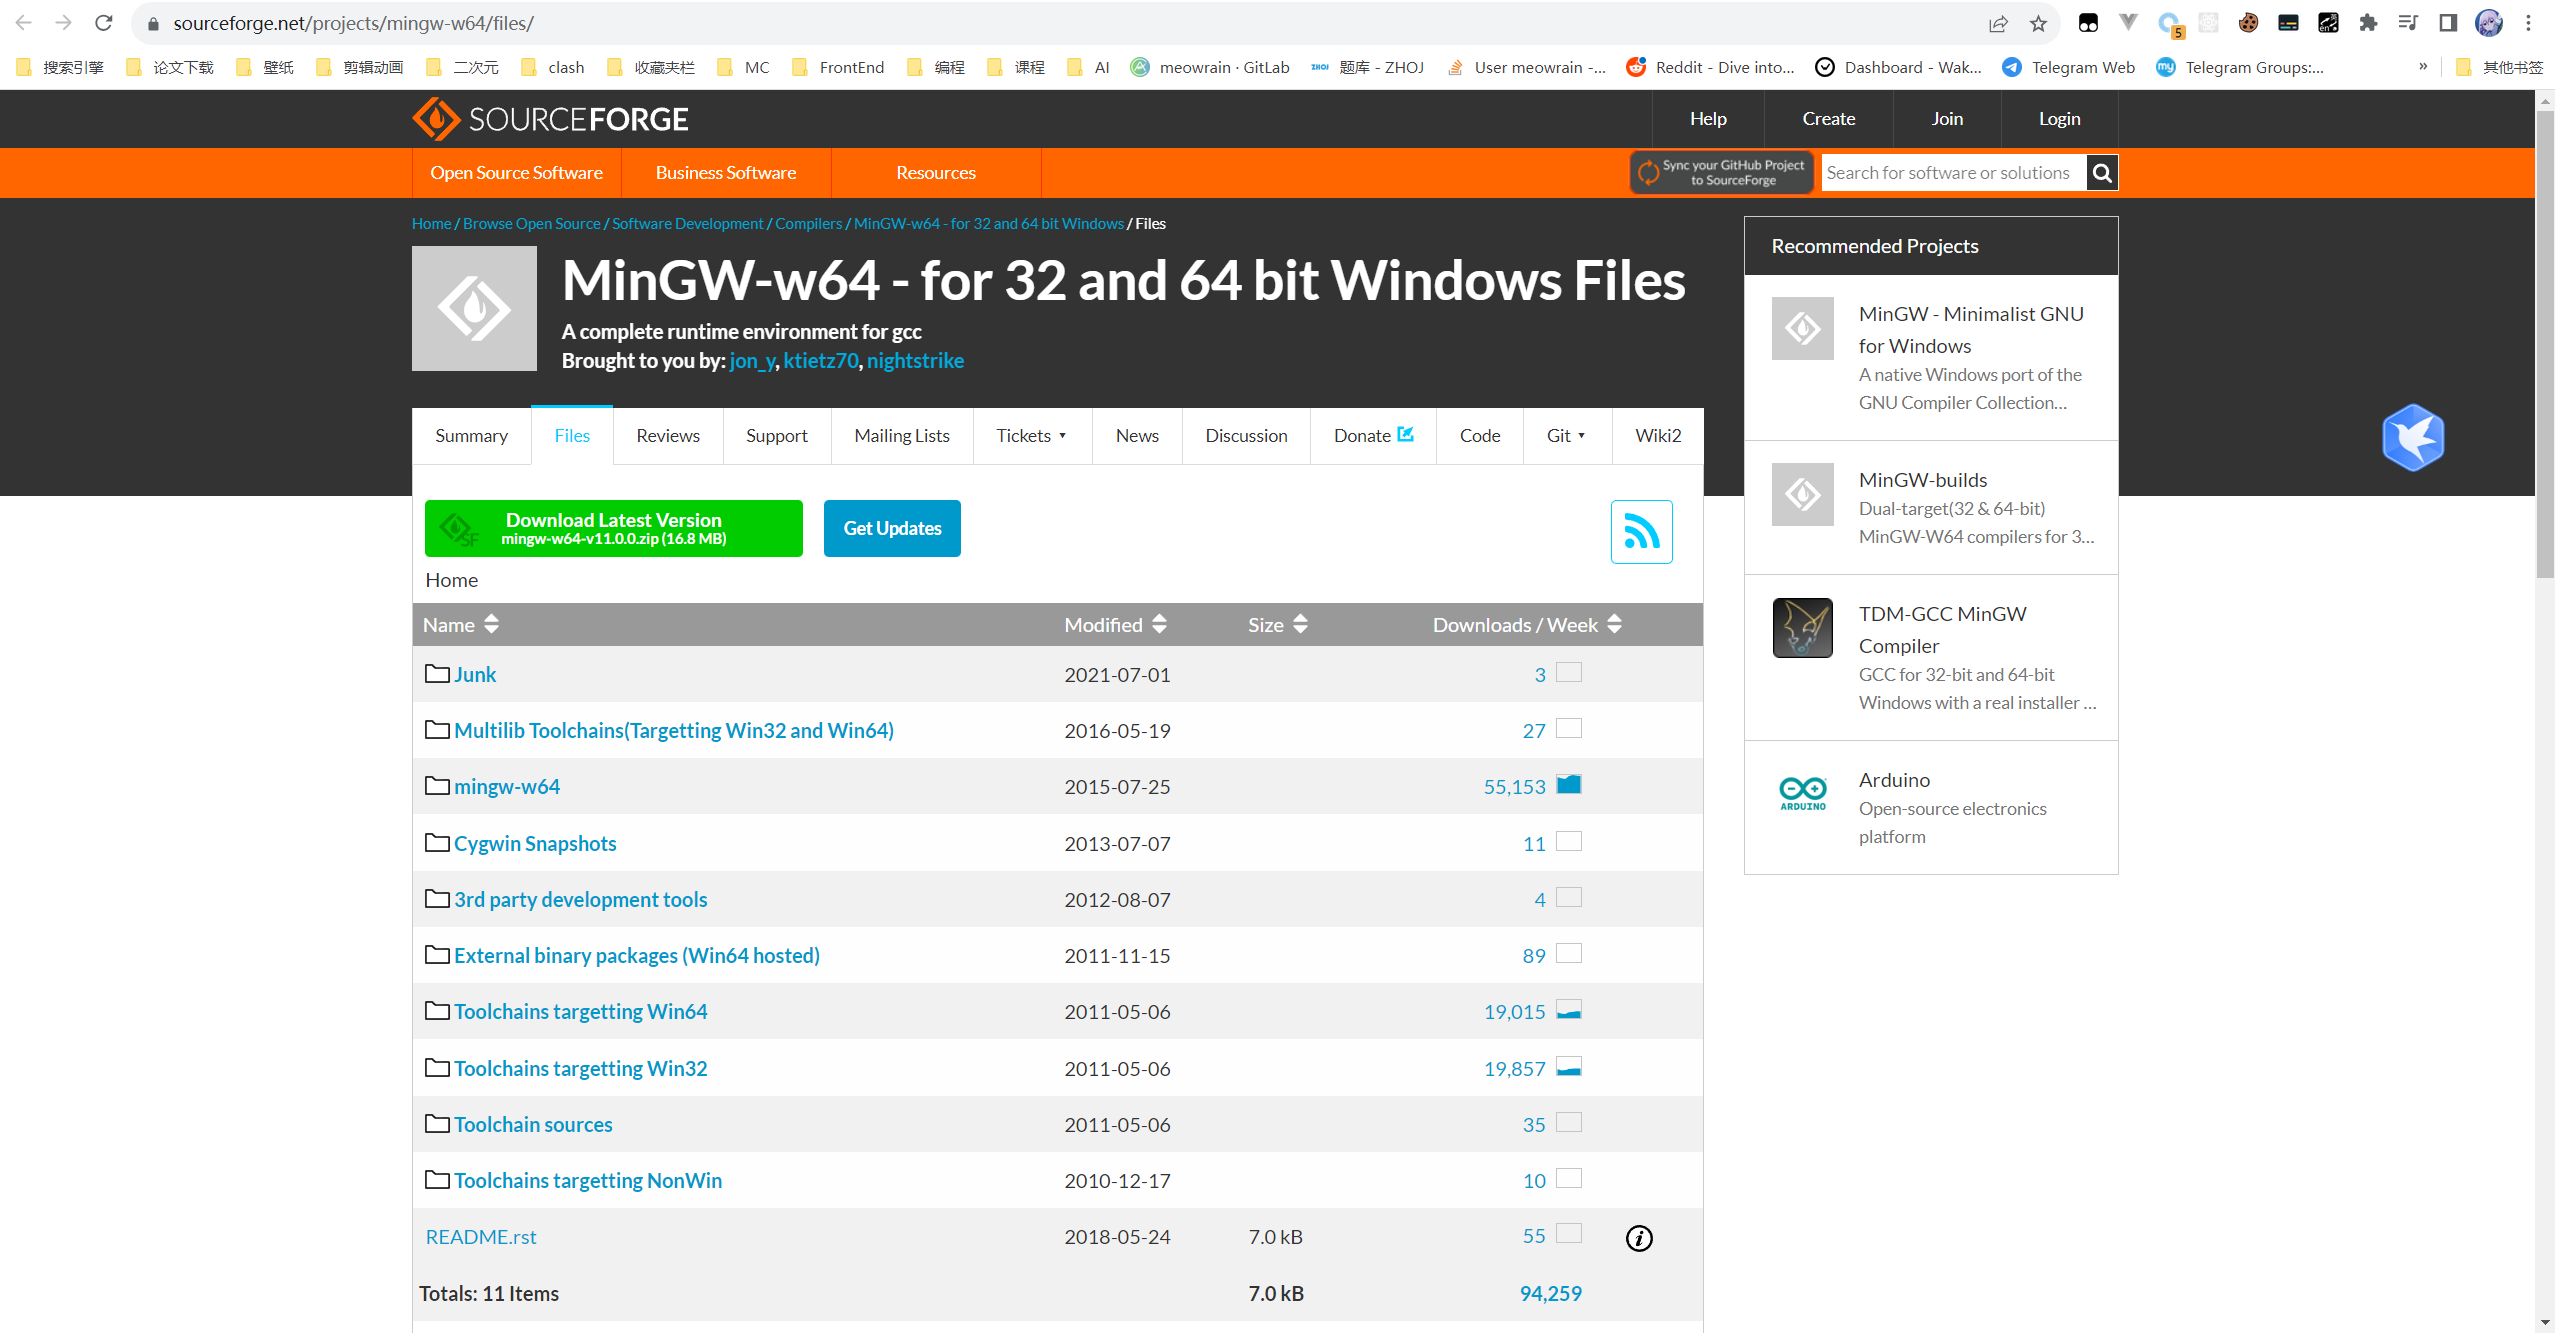 sourceforge.net/projects/mingw-w64/files/
5
en
搜索引擎 论文下载 壁纸 剪辑动画 二次元 clash 收藏夹栏 MC FrontEnd 编程 课程 AI meowrain · GitLab ZHOJ 题库 - ZHOJ User meowrain -... Reddit - Dive into... Dashboard - Wak... Telegram Web my Telegram Groups:... » 其他书签
SOURCEFORGE
Help Create Join Login
Open Source Software Business Software Resources
Sync your GitHub Project
to SourceForge
Search for software or solutions
Home / Browse Open Source / Software Development / Compilers / MinGW-w64 - for 32 and 64 bit Windows / Files
MinGW-w64 - for 32 and 64 bit Windows Files
A complete runtime environment for gcc
Brought to you by: jon_y, ktietz70, nightstrike
Summary Files Reviews Support Mailing Lists Tickets News Discussion Donate Code Git Wiki2
SF
Download Latest Version
mingw-w64-v11.0.0.zip (16.8 MB)
Get Updates
Home
Name Modified Size Downloads / Week
Junk 2021-07-01 3
Multilib Toolchains(Targetting Win32 and Win64) 2016-05-19 27
mingw-w64 2015-07-25 55,153
Cygwin Snapshots 2013-07-07 11
3rd party development tools 2012-08-07 4
External binary packages (Win64 hosted) 2011-11-15 89
Toolchains targetting Win64 2011-05-06 19,015
Toolchains targetting Win32 2011-05-06 19,857
Toolchain sources 2011-05-06 35
Toolchains targetting NonWin 2010-12-17 10
README.rst 2018-05-24 7.0 kB 55 i
Totals: 11 Items 7.0 kB 94,259
Recommended Projects
MinGW - Minimalist GNU
for Windows
A native Windows port of the
GNU Compiler Collection...
MinGW-builds
Dual-target(32 & 64-bit)
MinGW-W64 compilers for 3...
TDM-GCC MinGW
Compiler
GCC for 32-bit and 64-bit
Windows with a real installer ...
ARDUINO
Arduino
Open-source electronics
platform